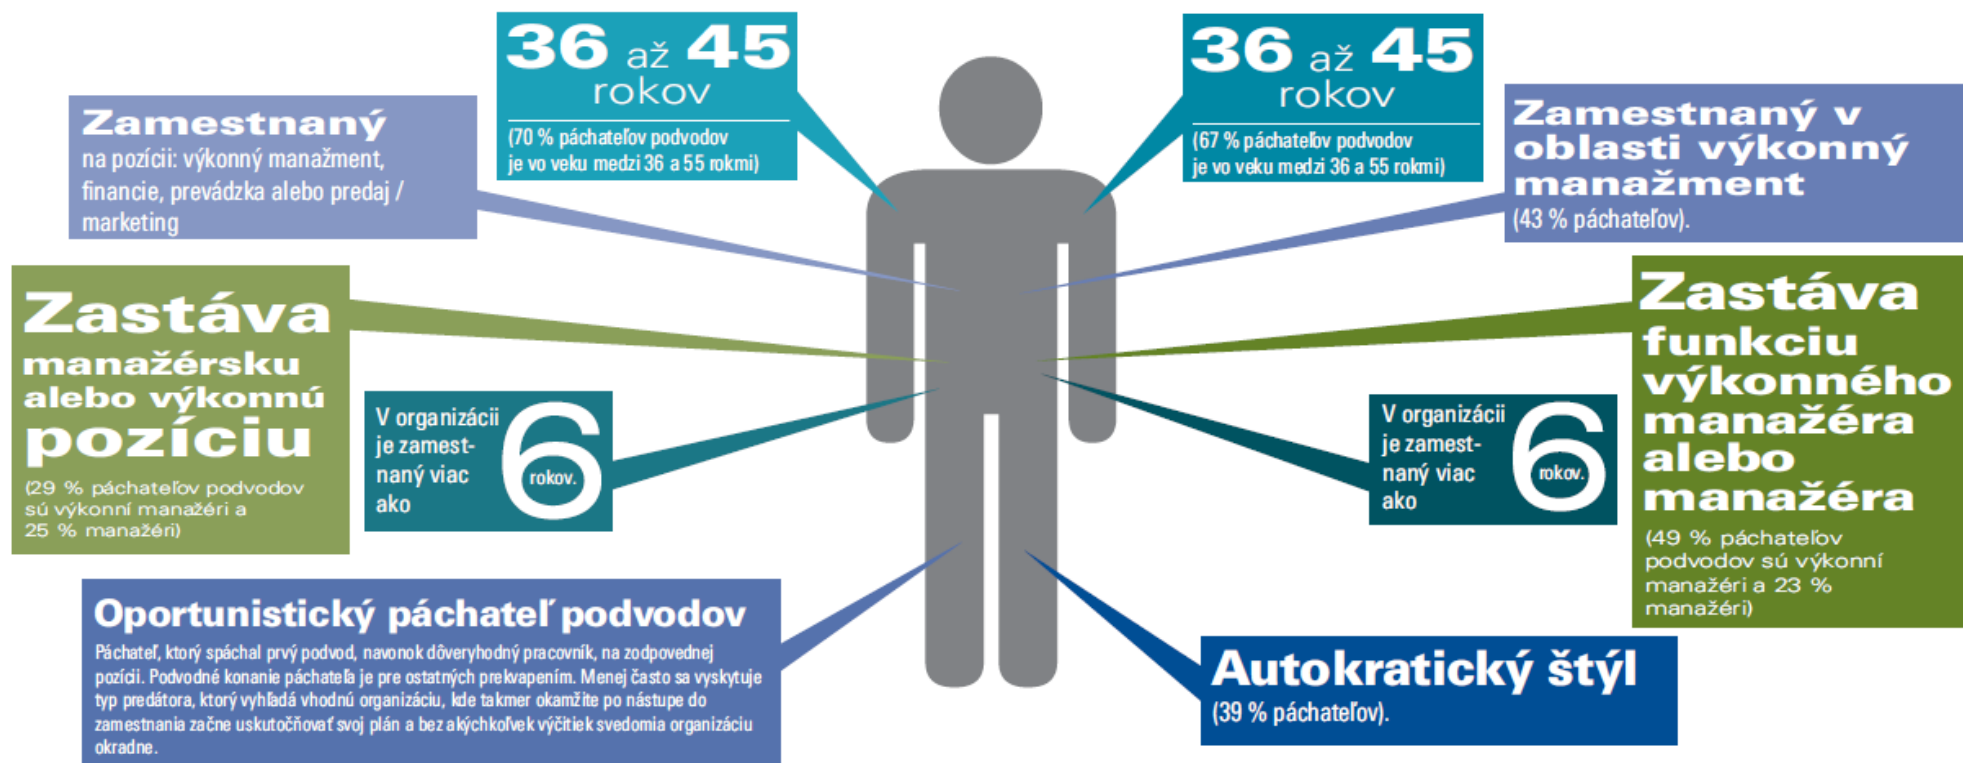 36 až 45
rokov
(70 % páchateľov podvodov
je vo veku medzi 36 a 55 rokmi)
Zamestnaný
na pozícii: výkonný manažment,
financie, prevádzka alebo predaj /
marketing
Zastáva
manažérsku
alebo výkonnú
pozíciu
(29 % páchateľov podvodov
sú výkonní manažéri a
25 % manažéri)
V organizácii
je zamest-
naný viac
ako
6
rokov.
Oportunistický páchateľ podvodov
Páchateľ, ktorý spáchal prvý podvod, navonok dôveryhodný pracovník, na zodpovednej
pozícii. Podvodné konanie páchateľa je pre ostatných prekvapením. Menej často sa vyskytuje
typ predátora, ktorý vyhľadá vhodnú organizáciu, kde takmer okamžite po nástupe do
zamestnania začne uskutočňovať svoj plán a bez akýchkoľvek výčitiek svedomia organizáciu
okradne.
36 až 45
rokov
(67 % páchateľov podvodov
je vo veku medzi 36 a 55 rokmi)
Zamestnaný v
oblasti výkonný
manažment
(43 % páchateľov).
Zastáva
funkciu
výkonného
manažéra
alebo
manažéra
(49 % páchateľov
podvodov sú výkonní
manažéri a 23 %
manažéri)
V organizácii
je zamest-
naný viac
ako
6
rokov.
Autokratický štýl
(39 % páchateľov).